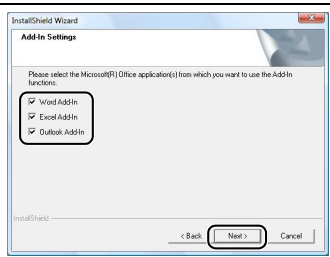 InstallShield Wizard
Add-In Settings
Please select the Microsoft(R) Office application(s) from which you want to use the Add-In
functions.
Word Add-In
Excel Add-In
Outlook Add-In
InstallShield
< Back
Next >
Cancel